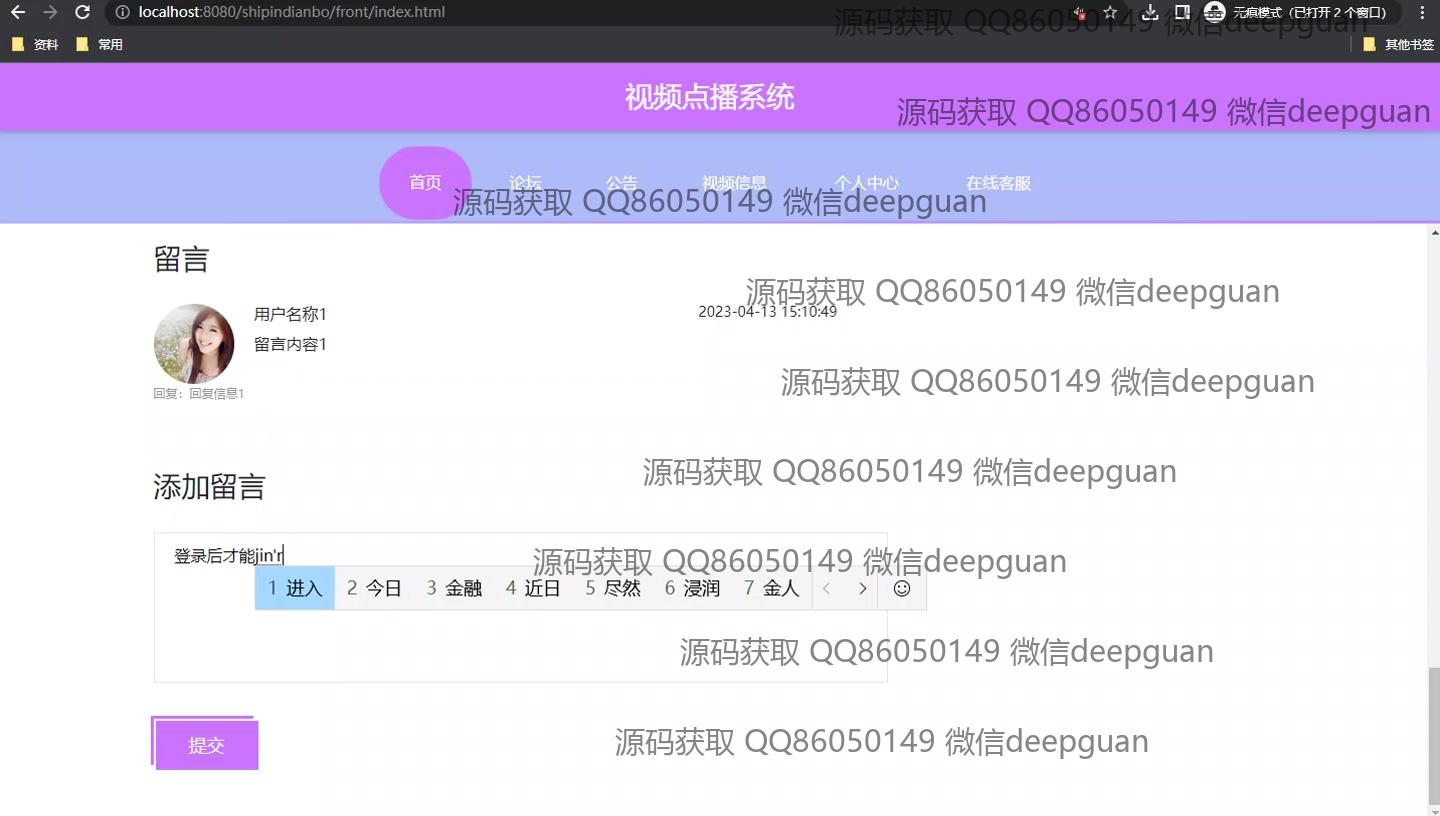 localhost:8080/shipindianbo/front/index.html
无痕模式（已打开 2 个窗口）
源码获取 QQ86050149 微信deepguan
资料
常用
其他书签
视频点播系统
源码获取 QQ86050149 微信deepguan
首页
论坛
公告
视频信息
个人中心
在线客服
源码获取 QQ86050149 微信deepguan
留言
源码获取 QQ86050149 微信deepguan
用户名称1
2023-04-13 15:10:49
留言内容1
源码获取 QQ86050149 微信deepguan
回复：回复信息1
源码获取 QQ86050149 微信deepguan
添加留言
登录后才能jin'r
源码获取 QQ86050149 微信deepguan
1 进入 2 今日 3 金融 4 近日 5 尽然 6 浸润 7 金人
源码获取 QQ86050149 微信deepguan
提交
源码获取 QQ86050149 微信deepguan